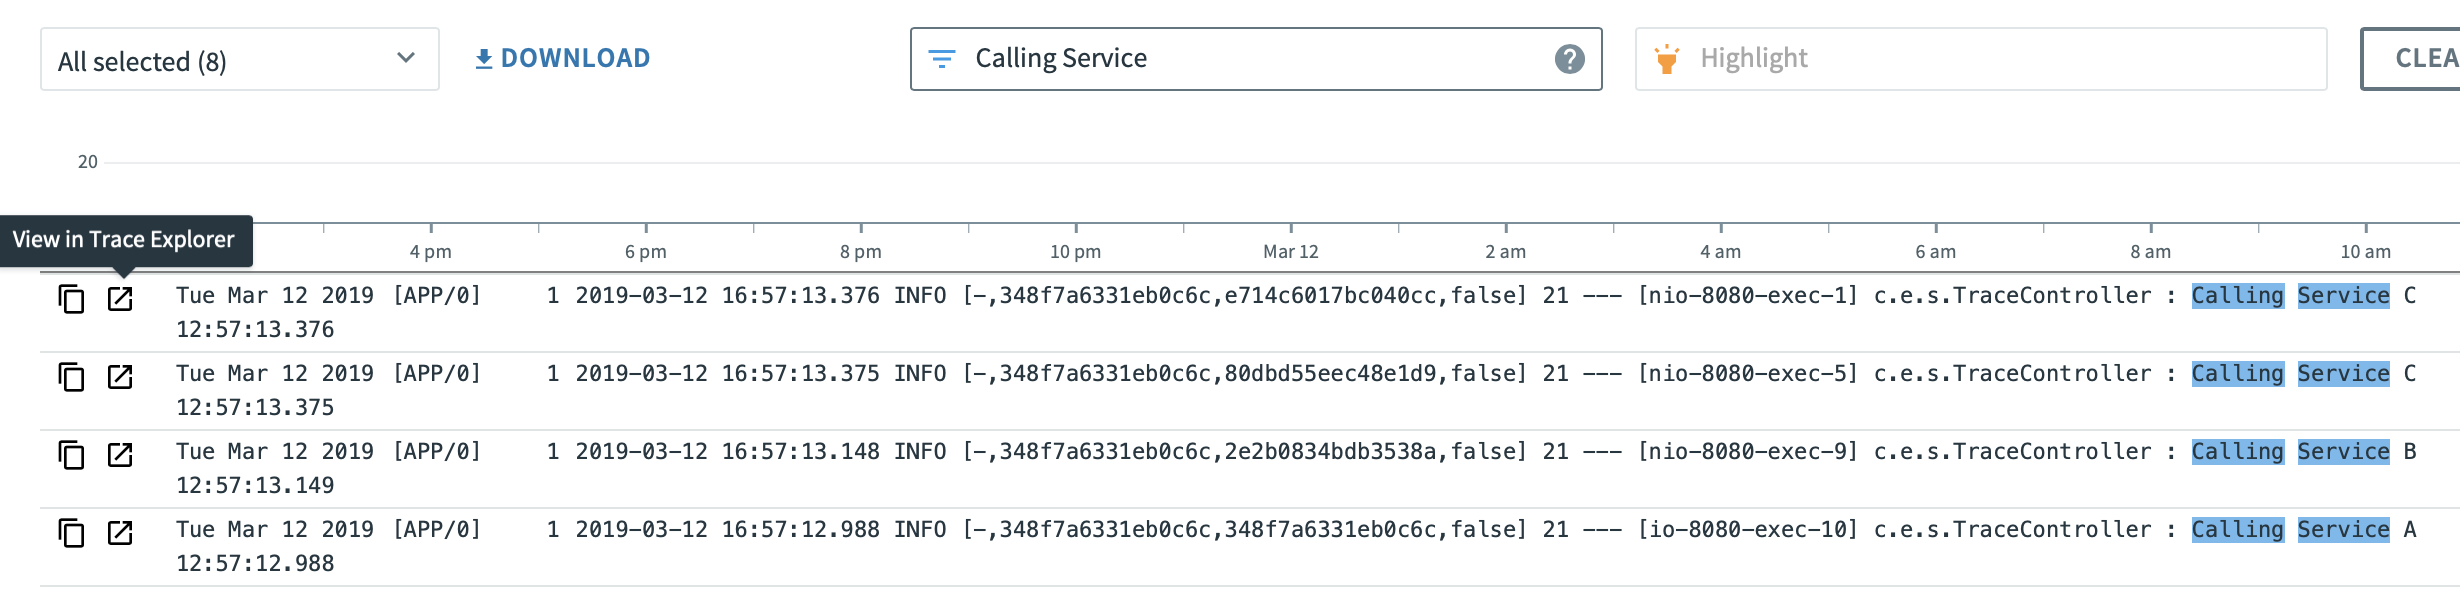 All selected (8) DOWNLOAD Calling Service ? Highlight CLEA
20
View in Trace Explorer
4 pm 6 pm 8 pm 10 pm Mar 12 2 am 4 am 6 am 8 am 10 am
Tue Mar 12 2019 [APP/0] 1 2019-03-12 16:57:13.376 INFO [-,348f7a6331eb0c6c,e714c6017bc040cc,false] 21 --- [nio-8080-exec-1] c.e.s.TraceController : Calling Service C
12:57:13.376
Tue Mar 12 2019 [APP/0] 1 2019-03-12 16:57:13.375 INFO [-,348f7a6331eb0c6c,80dbd55eec48e1d9,false] 21 --- [nio-8080-exec-5] c.e.s.TraceController : Calling Service C
12:57:13.375
Tue Mar 12 2019 [APP/0] 1 2019-03-12 16:57:13.148 INFO [-,348f7a6331eb0c6c,2e2b0834bdb3538a,false] 21 --- [nio-8080-exec-9] c.e.s.TraceController : Calling Service B
12:57:13.149
Tue Mar 12 2019 [APP/0] 1 2019-03-12 16:57:12.988 INFO [-,348f7a6331eb0c6c,348f7a6331eb0c6c,false] 21 --- [io-8080-exec-10] c.e.s.TraceController : Calling Service A
12:57:12.988